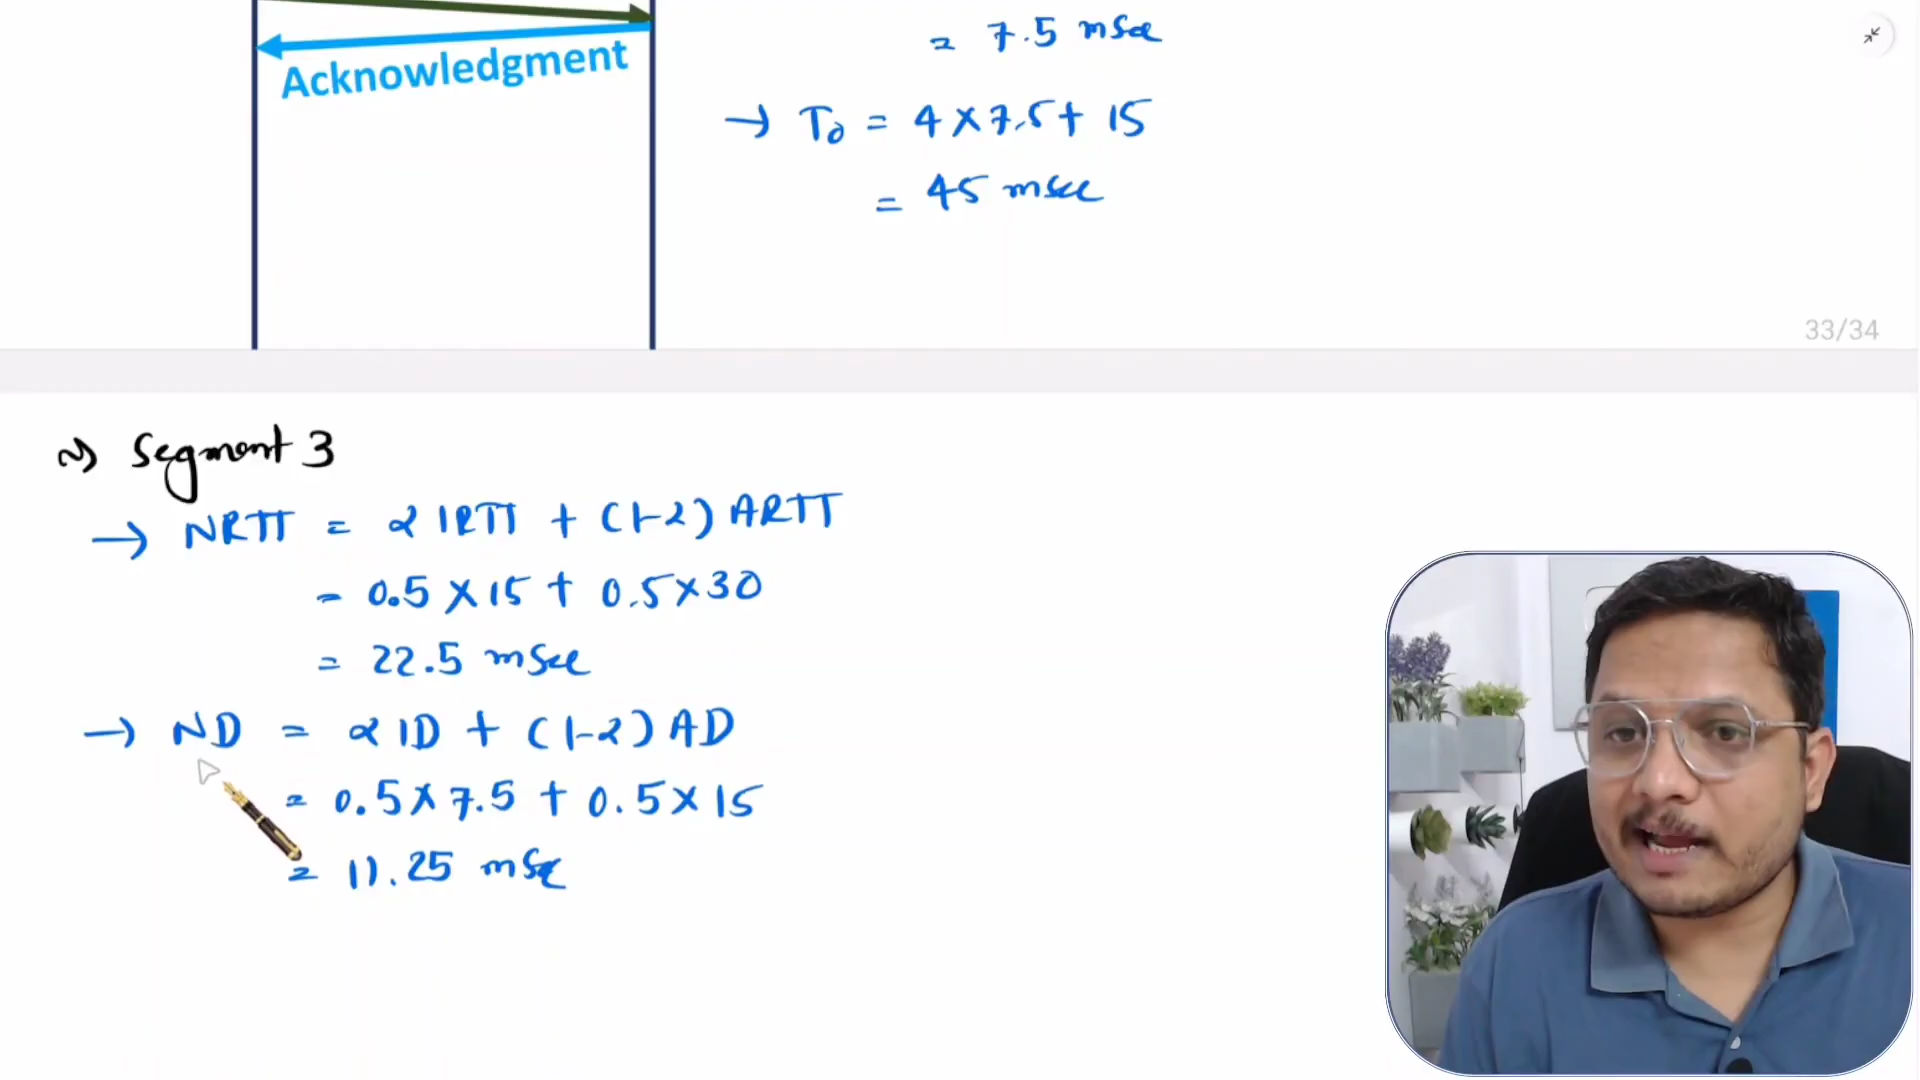 = 7.5 msec
Acknowledgment
→ To = 4 × 7.5 + 15
= 45 msec
33/34
Segment 3
→ NRTT = α IRTT + (1-α) ARTT
= 0.5 × 15 + 0.5 × 30
= 22.5 msec
→ ND = α ID + (1-α) AD
= 0.5 × 7.5 + 0.5 × 15
= 11.25 msec